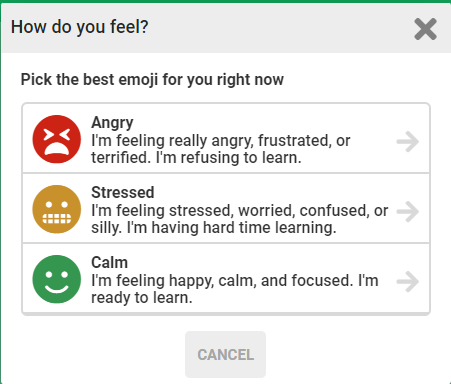 How do you feel?
Pick the best emoji for you right now
Angry
I'm feeling really angry, frustrated, or
terrified. I'm refusing to learn.
Stressed
I'm feeling stressed, worried, confused, or
silly. I'm having hard time learning.
Calm
I'm feeling happy, calm, and focused. I'm
ready to learn.
CANCEL